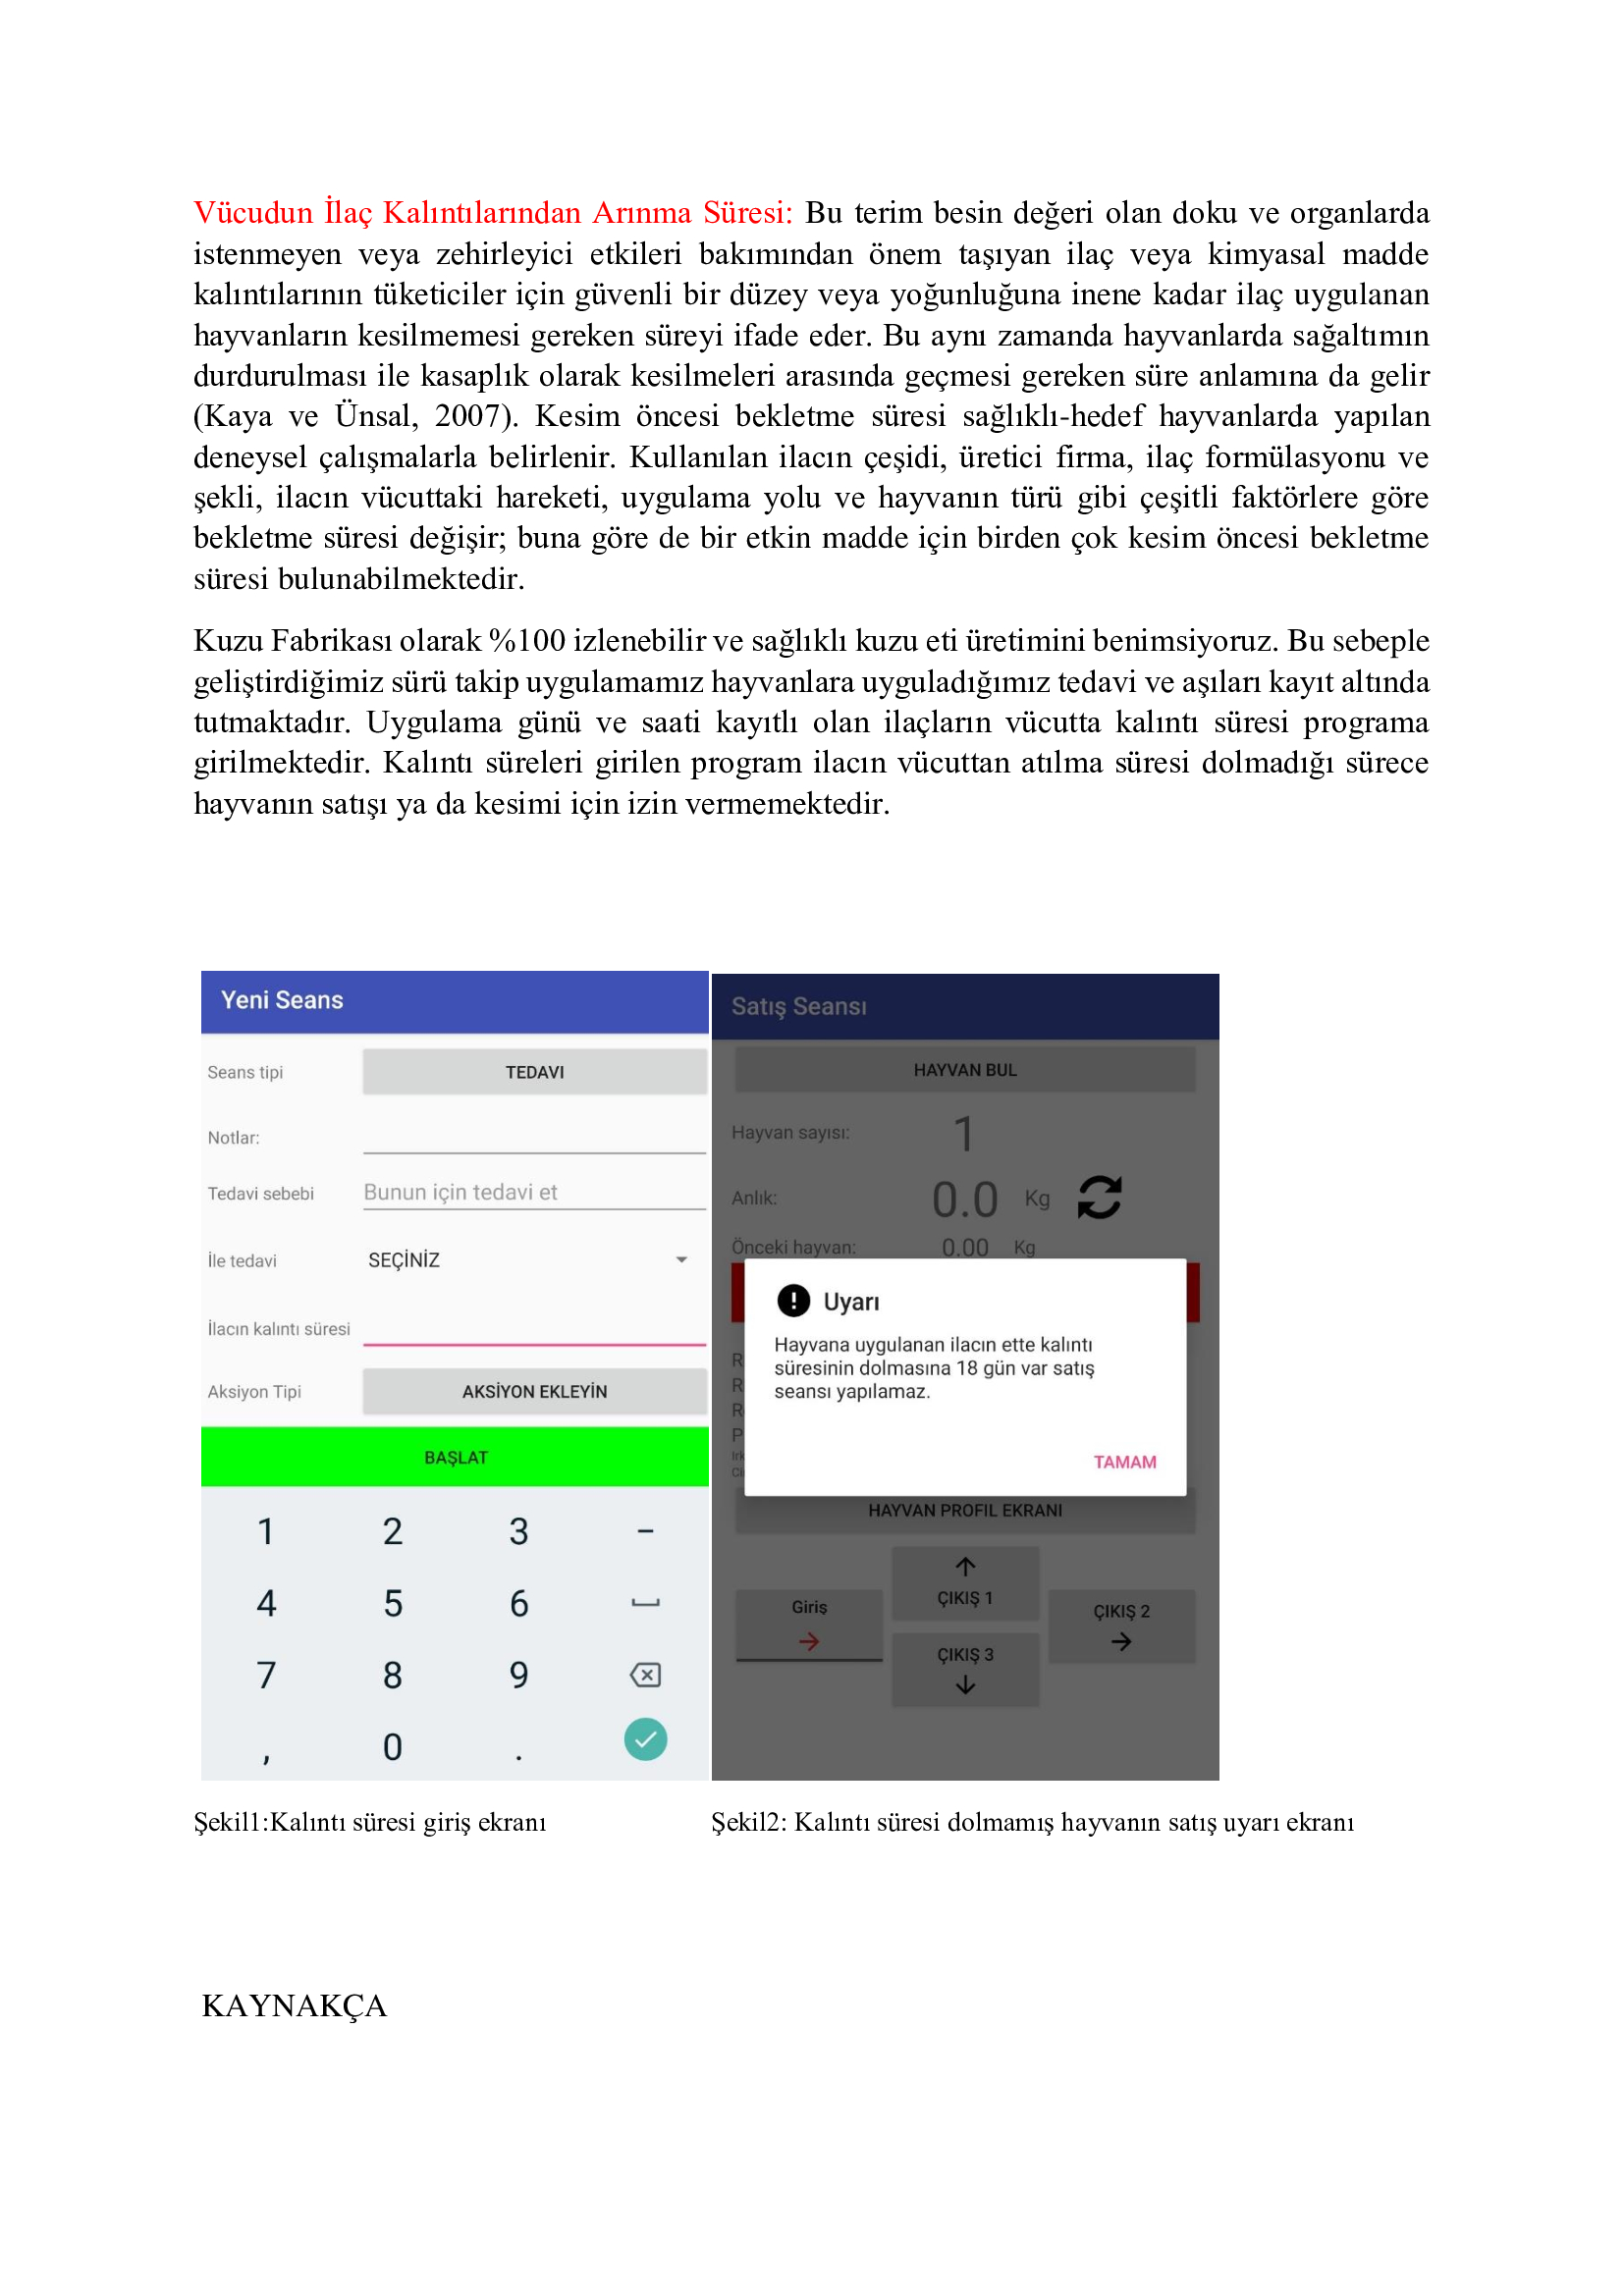 Vücudun İlaç Kalıntılarından Arınma Süresi: Bu terim besin değeri olan doku ve organlarda
istenmeyen veya zehirleyici etkileri bakımından önem taşıyan ilaç veya kimyasal madde
kalıntılarının tüketiciler için güvenli bir düzey veya yoğunluğuna inene kadar ilaç uygulanan
hayvanların kesilmemesi gereken süreyi ifade eder. Bu aynı zamanda hayvanlarda sağaltımın
durdurulması ile kasaplık olarak kesilmeleri arasında geçmesi gereken süre anlamına da gelir
(Kaya ve Ünsal, 2007). Kesim öncesi bekletme süresi sağlıklı-hedef hayvanlarda yapılan
deneysel çalışmalarla belirlenir. Kullanılan ilacın çeşidi, üretici firma, ilaç formülasyonu ve
şekli, ilacın vücuttaki hareketi, uygulama yolu ve hayvanın türü gibi çeşitli faktörlere göre
bekletme süresi değişir; buna göre de bir etkin madde için birden çok kesim öncesi bekletme
süresi bulunabilmektedir.
Kuzu Fabrikası olarak %100 izlenebilir ve sağlıklı kuzu eti üretimini benimsiyoruz. Bu sebeple
geliştirdiğimiz sürü takip uygulamamız hayvanlara uyguladığımız tedavi ve aşıları kayıt altında
tutmaktadır. Uygulama günü ve saati kayıtlı olan ilaçların vücutta kalıntı süresi programa
girilmektedir. Kalıntı süreleri girilen program ilacın vücuttan atılma süresi dolmadığı sürece
hayvanın satışı ya da kesimi için izin vermemektedir.
Yeni Seans
Seans tipi TEDAVI
Notlar:
Tedavi sebebi Bunun için tedavi et
İle tedavi SEÇİNİZ
İlacın kalıntı süresi
Aksiyon Tipi AKSİYON EKLEYİN
BAŞLAT
1 2 3 -
4 5 6
7 8 9
, 0 .
Satış Seansı
HAYVAN BUL
Hayvan sayısı: 1
Anlık: 0.0 Kg
Önceki hayvan: 0.00 Kg
Uyarı
Hayvana uygulanan ilacın ette kalıntı
süresinin dolmasına 18 gün var satış
seansı yapılamaz.
TAMAM
HAYVAN PROFIL EKRANI
ÇIKIŞ 1
Giriş
ÇIKIŞ 2
ÇIKIŞ 3
Şekil1:Kalıntı süresi giriş ekranı
Şekil2: Kalıntı süresi dolmamış hayvanın satış uyarı ekranı
KAYNAKÇA